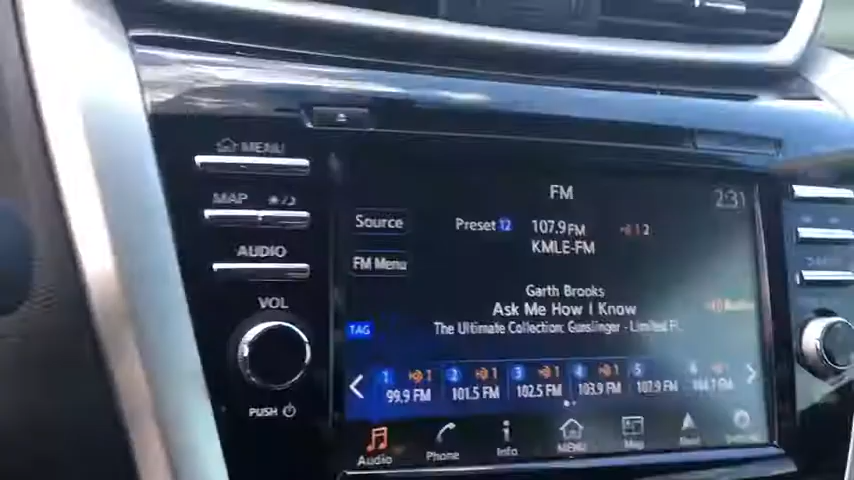 MENU
MAP
AUDIO
VOL
PUSH
FM
2:31
Source
Preset 12
107.9 FM
KMLE-FM
FM Menu
Garth Brooks
Ask Me How I Know
TAG
The Ultimate Collection: Gunslinger - Limited
1 99.9 FM 2 101.5 FM 3 102.5 FM 4 103.9 FM 5 107.9 FM 6 FM
Audio Phone Info MENU Map